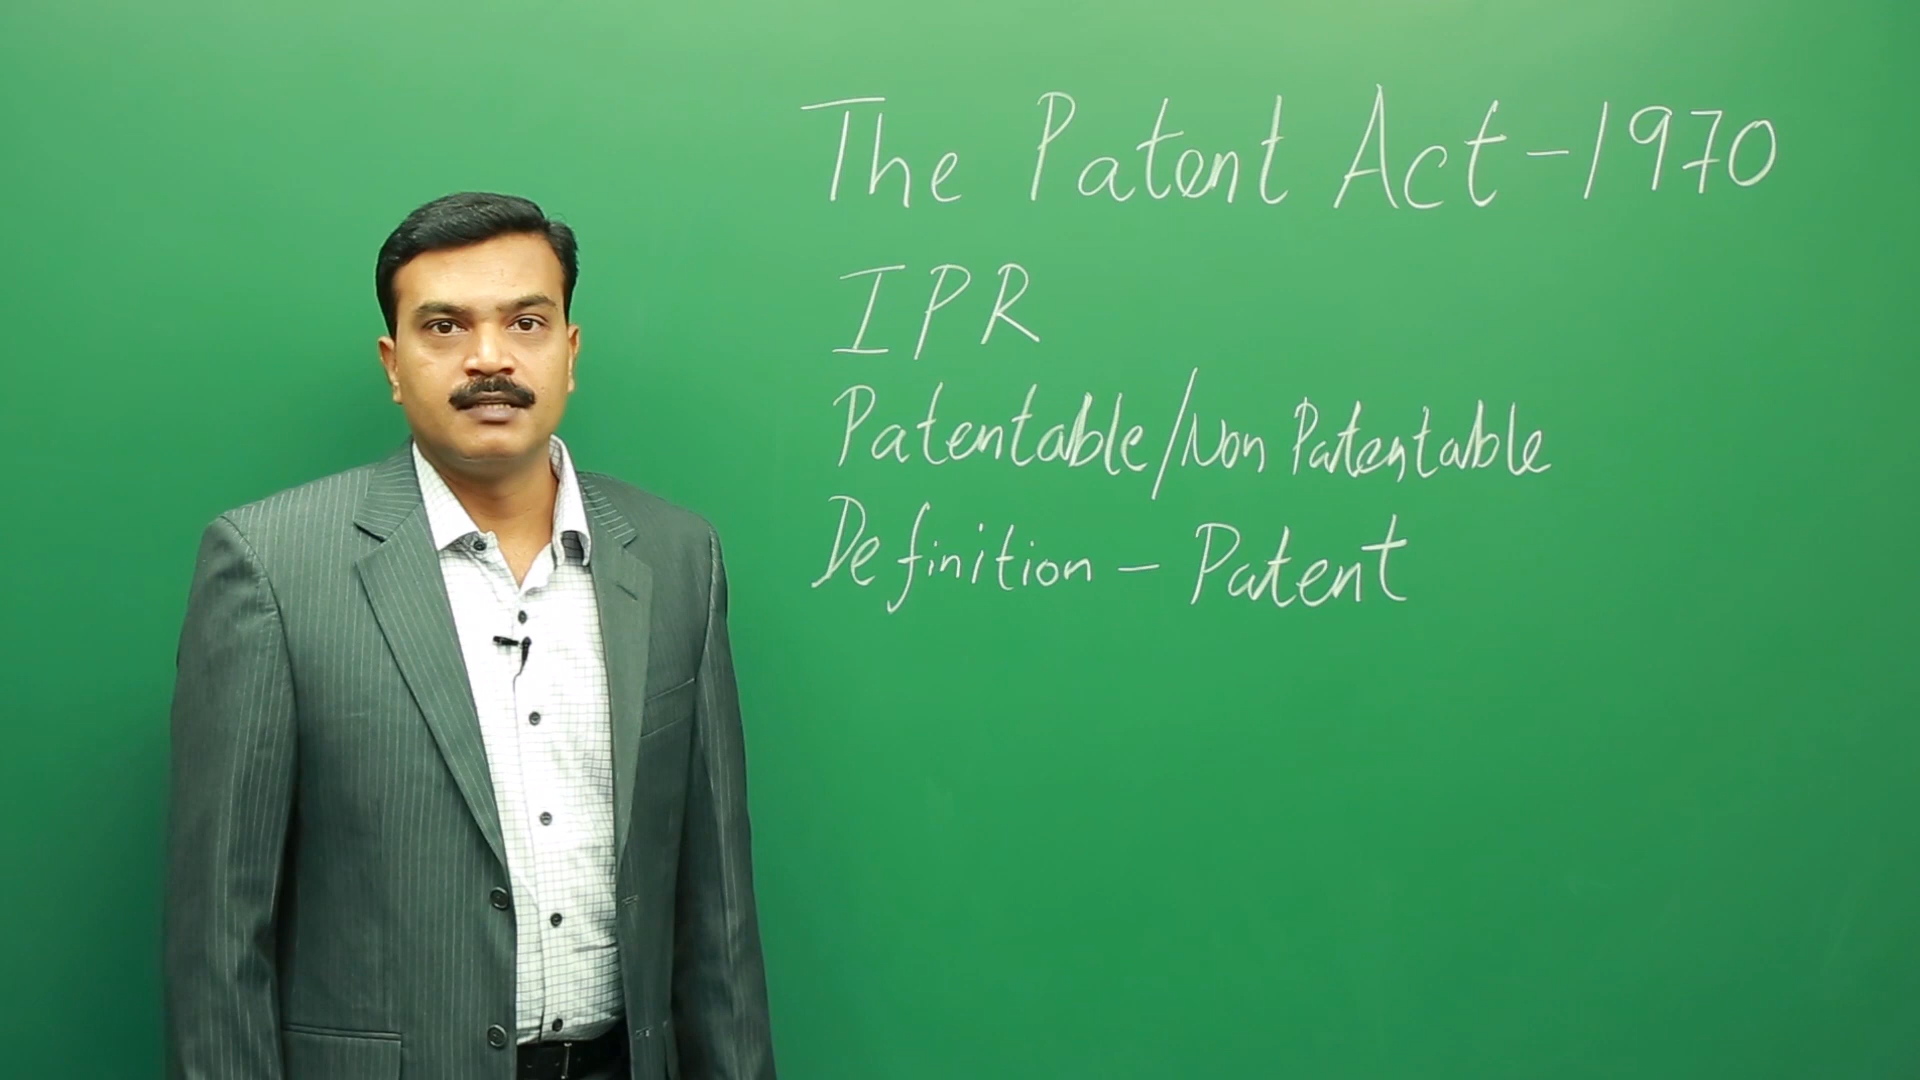 The Patent Act-1970
IPR
Patentable/Non Patentable
Definition - Patent